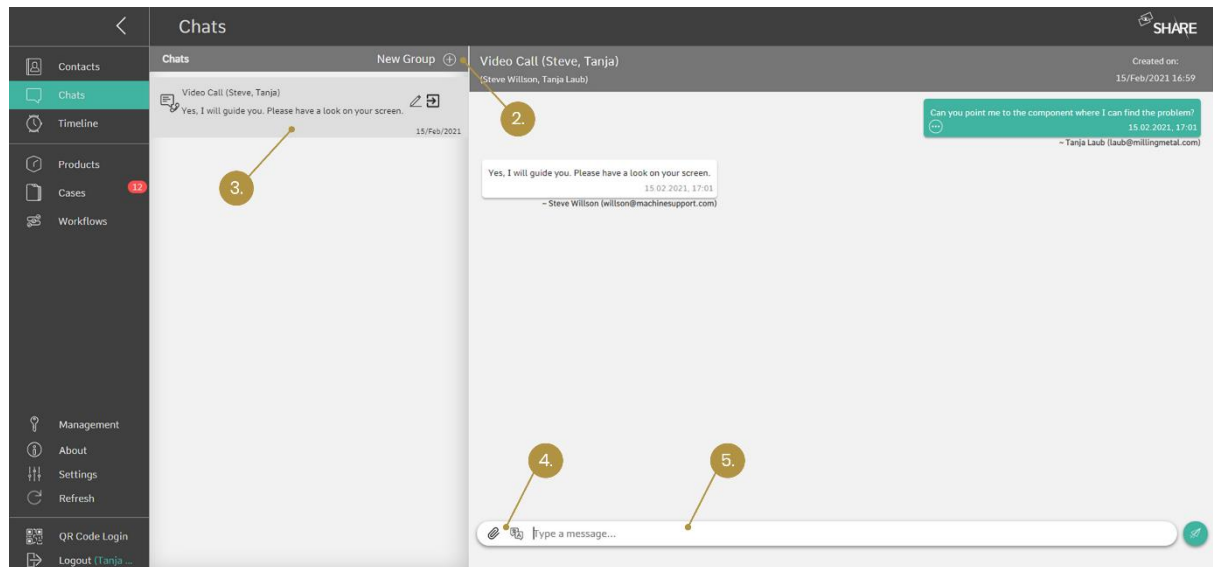 Chats
SHARE
Contacts
Chats
Timeline
Products
Cases
12
Workflows
Management
About
Settings
Refresh
QR Code Login
Logout (Tanja ...
Chats
New Group
Video Call (Steve, Tanja)
Yes, I will guide you. Please have a look on your screen.
15/Feb/2021
2.
3.
Video Call (Steve, Tanja)
(Steve Willson, Tanja Laub)
Created on:
15/Feb/2021 16:59
Can you point me to the component where I can find the problem?
15.02.2021, 17:01
~ Tanja Laub (laub@millingmetal.com)
Yes, I will guide you. Please have a look on your screen.
15.02.2021, 17:01
~ Steve Willson (willson@machinesupport.com)
4.
5.
Type a message...